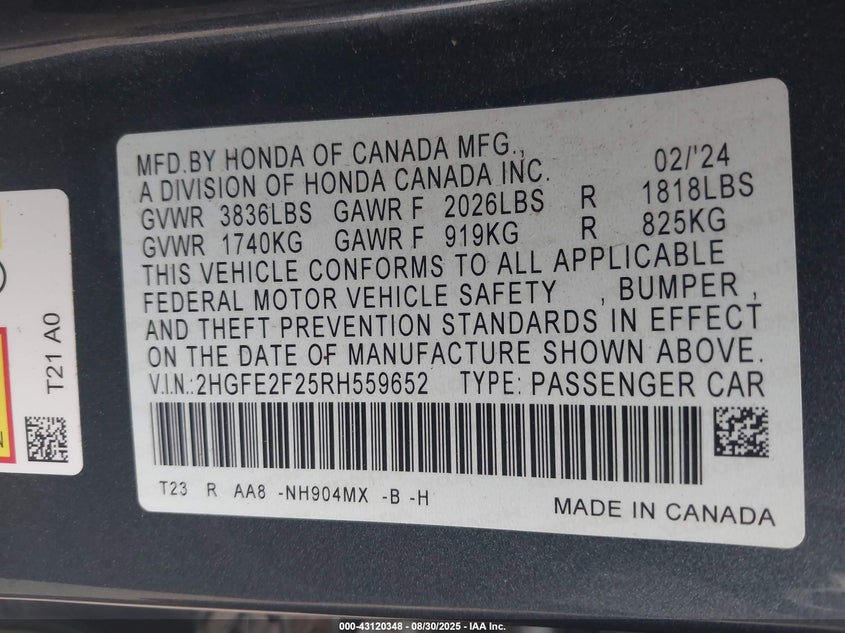 MFD.BY HONDA OF CANADA MFG., 02/'24
A DIVISION OF HONDA CANADA INC.
GVWR 3836LBS GAWR F 2026LBS R 1818LBS
GVWR 1740KG GAWR F 919KG R 825KG
THIS VEHICLE CONFORMS TO ALL APPLICABLE
FEDERAL MOTOR VEHICLE SAFETY , BUMPER ,
AND THEFT PREVENTION STANDARDS IN EFFECT
ON THE DATE OF MANUFACTURE SHOWN ABOVE.
V.I.N.:2HGFE2F25RH559652 TYPE: PASSENGER CAR
T23 R AA8 -NH904MX -B -H
MADE IN CANADA
T21 A0
000-43120348 - 08/30/2025 - IAA Inc.